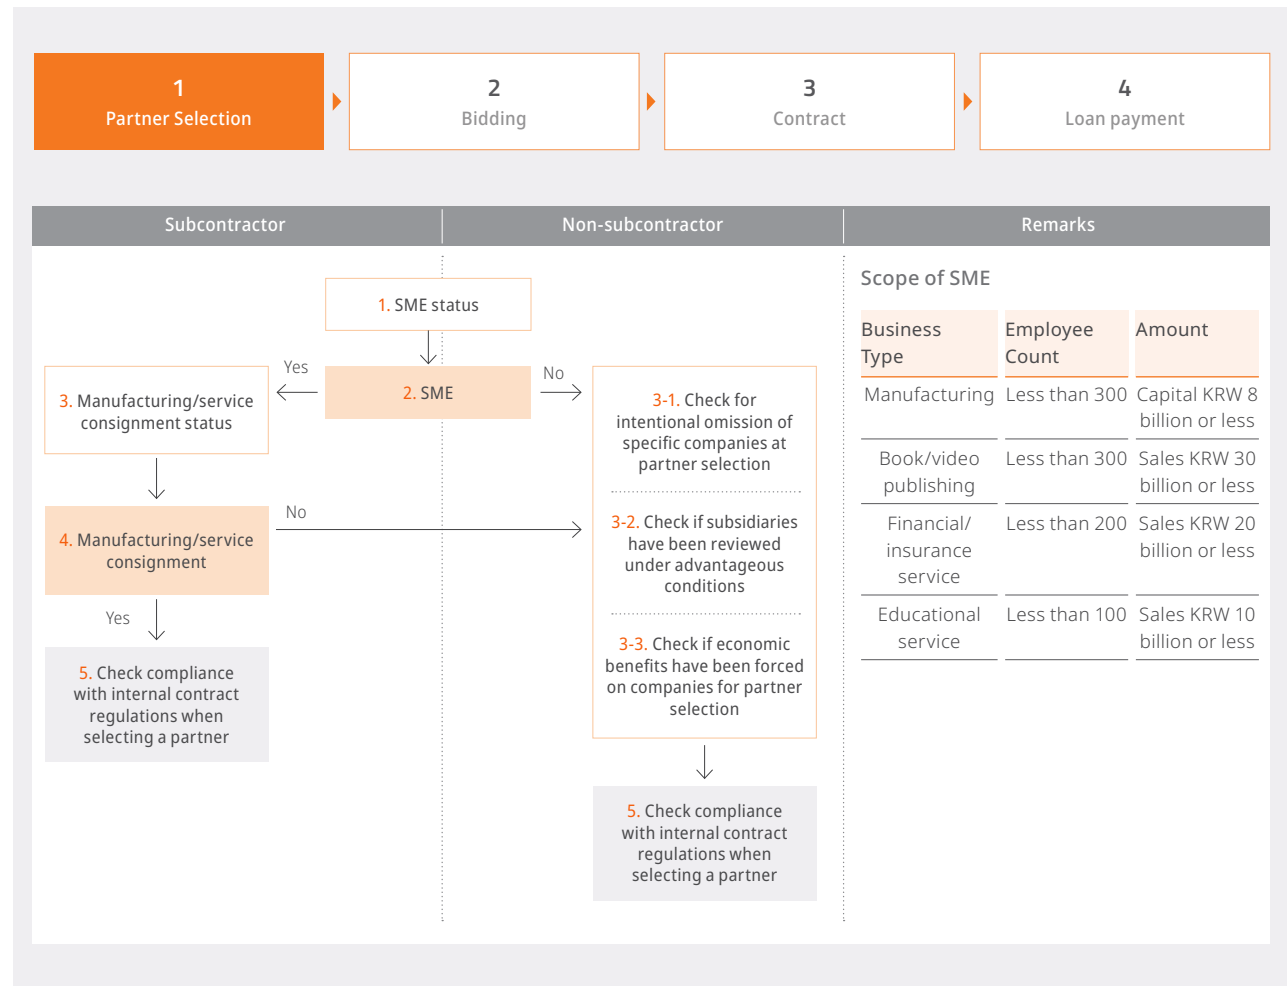 1
Partner Selection
2
Bidding
3
Contract
4
Loan payment
Subcontractor
Non-subcontractor
Remarks
1. SME status
2. SME
Yes
No
3. Manufacturing/service
consignment status
4. Manufacturing/service
consignment
No
Yes
5. Check compliance
with internal contract
regulations when
selecting a partner
3-1. Check for
intentional omission of
specific companies at
partner selection
3-2. Check if subsidiaries
have been reviewed
under advantageous
conditions
3-3. Check if economic
benefits have been forced
on companies for partner
selection
5. Check compliance
with internal contract
regulations when
selecting a partner
Scope of SME
Business
Type
Employee
Count
Amount
Manufacturing
Less than 300
Capital KRW 8
billion or less
Book/video
publishing
Less than 300
Sales KRW 30
billion or less
Financial/
insurance
service
Less than 200
Sales KRW 20
billion or less
Educational
service
Less than 100
Sales KRW 10
billion or less